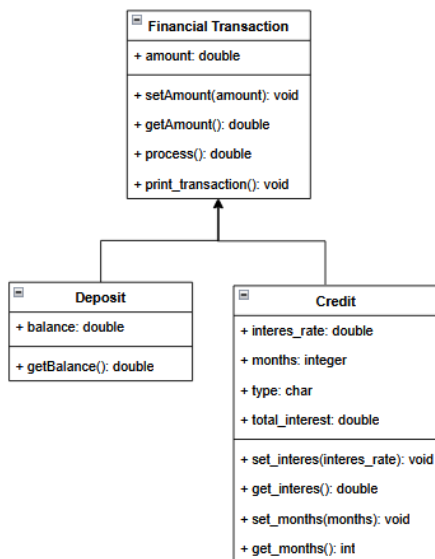 Financial Transaction
+ amount: double
+ setAmount(amount): void
+ getAmount(): double
+ process(): double
+ print_transaction(): void
Deposit
+ balance: double
+ getBalance(): double
Credit
+ interes_rate: double
+ months: integer
+ type: char
+ total_interest: double
+ set_interes(interes_rate): void
+ get_interes(): double
+ set_months(months): void
+ get_months(): int